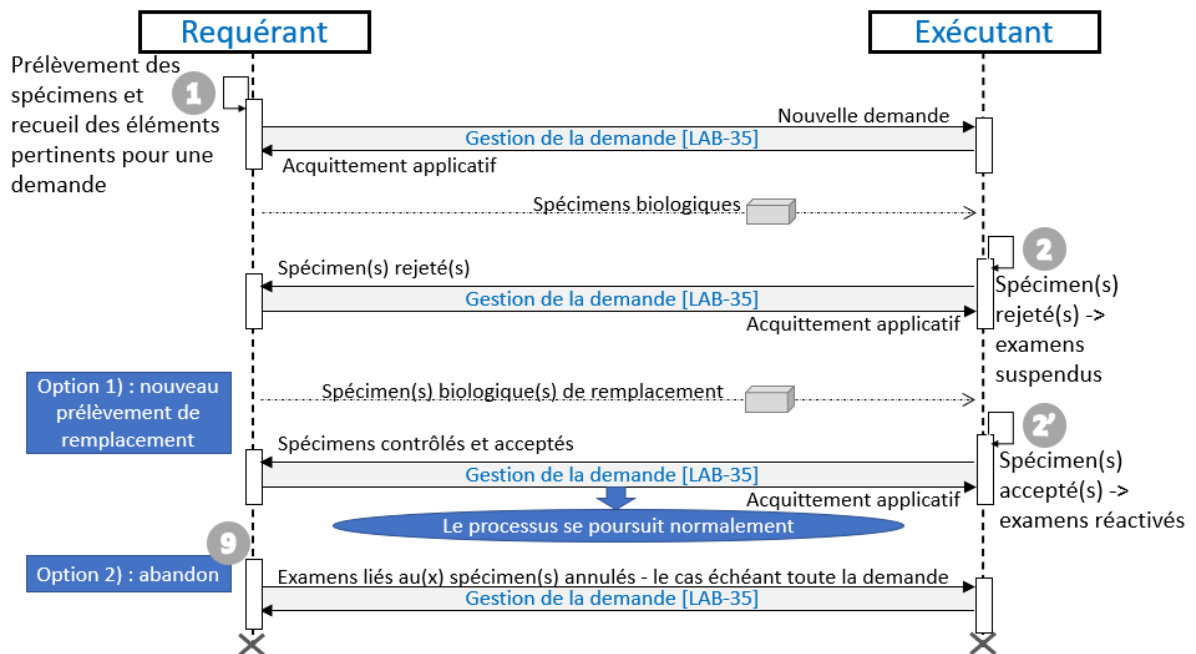 Requérant
Exécutant
Prélèvement des
spécimens et
recueil des éléments
pertinents pour une
demande
1
Nouvelle demande
Gestion de la demande [LAB-35]
Acquittement applicatif
Spécimens biologiques
2
Spécimen(s) rejeté(s)
Gestion de la demande [LAB-35]
Acquittement applicatif
Spécimen(s)
rejeté(s) ->
examens
suspendus
Option 1) : nouveau
prélèvement de
remplacement
Spécimen(s) biologique(s) de remplacement
2’
Spécimens contrôlés et acceptés
Gestion de la demande [LAB-35]
Acquittement applicatif
Spécimen(s)
accepté(s) ->
examens réactivés
Le processus se poursuit normalement
9
Option 2) : abandon
Examens liés au(x) spécimen(s) annulés - le cas échéant toute la demande
Gestion de la demande [LAB-35]